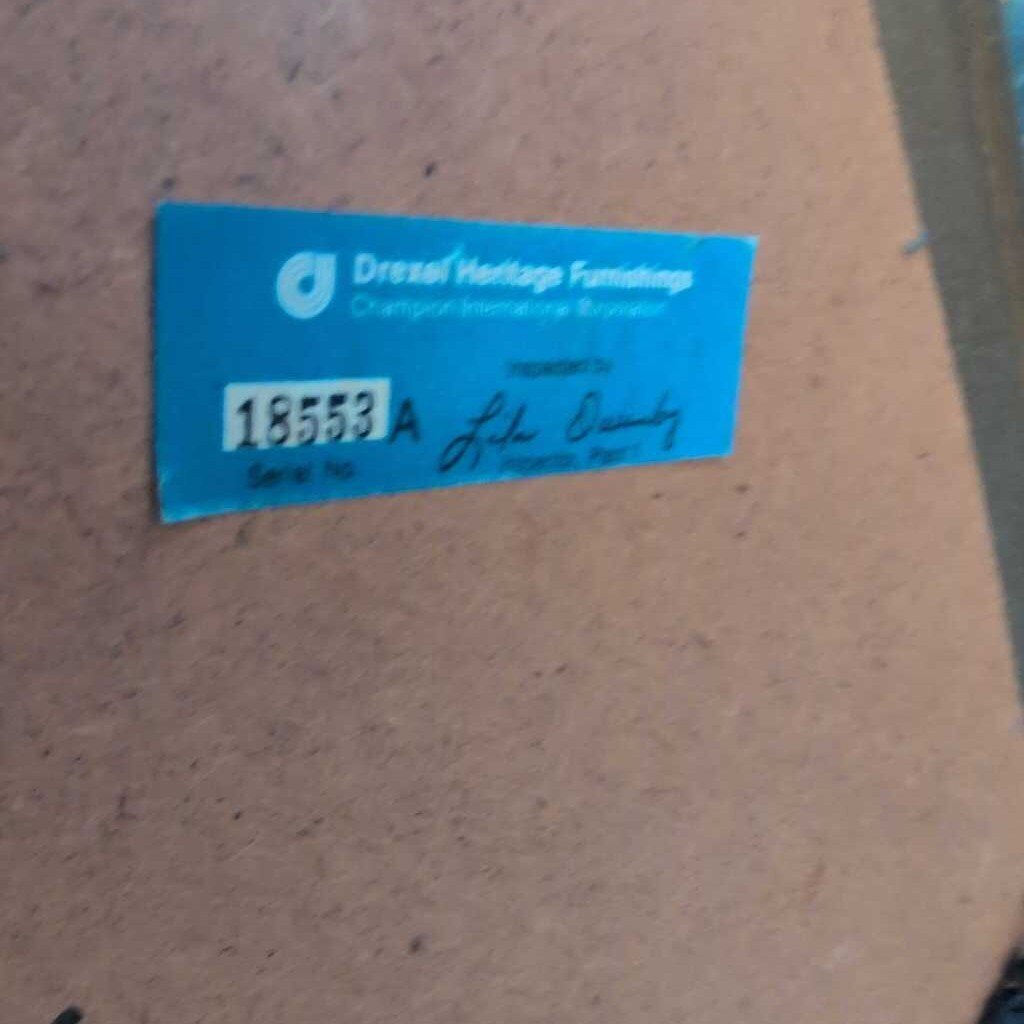 Drexel Heritage Furnishings
Champion International Corporation
Inspected by
18553 A
Serial No.
Inspector, Plant